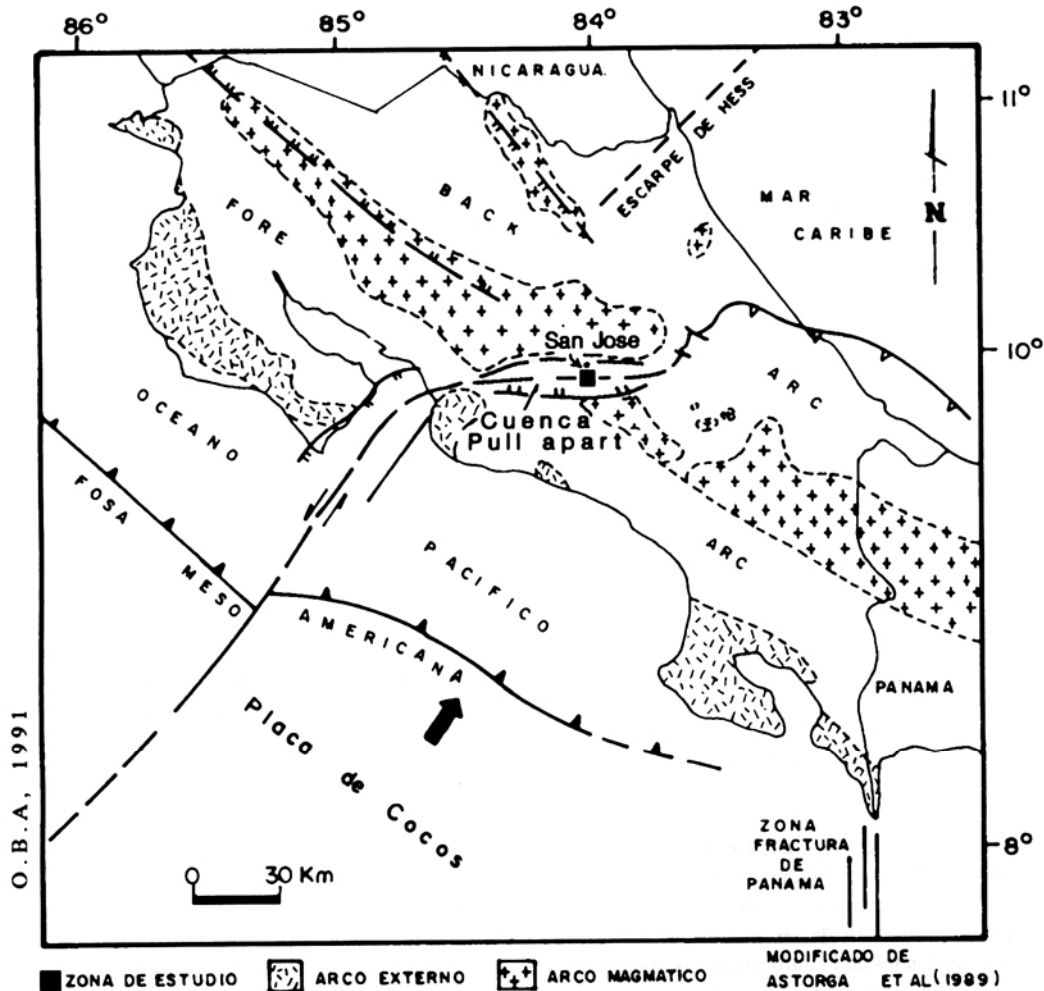 86° 85° 84° 83°
NICARAGUA.
11°
ESCARPE DE HESS
MAR
CARIBE
N
BACK
FORE
San Jose
10°
ARC
Cuenca
Pull apart
OCEANO
FOSA
MESO
AMERICANA
PACIFICO
ARC
PANAMA
Placa de Cocos
8°
ZONA
FRACTURA
DE
PANAMA
0 30 Km
O.B.A, 1991
ZONA DE ESTUDIO ARCO EXTERNO ARCO MAGMATICO
MODIFICADO DE
ASTORGA ET AL (1989)